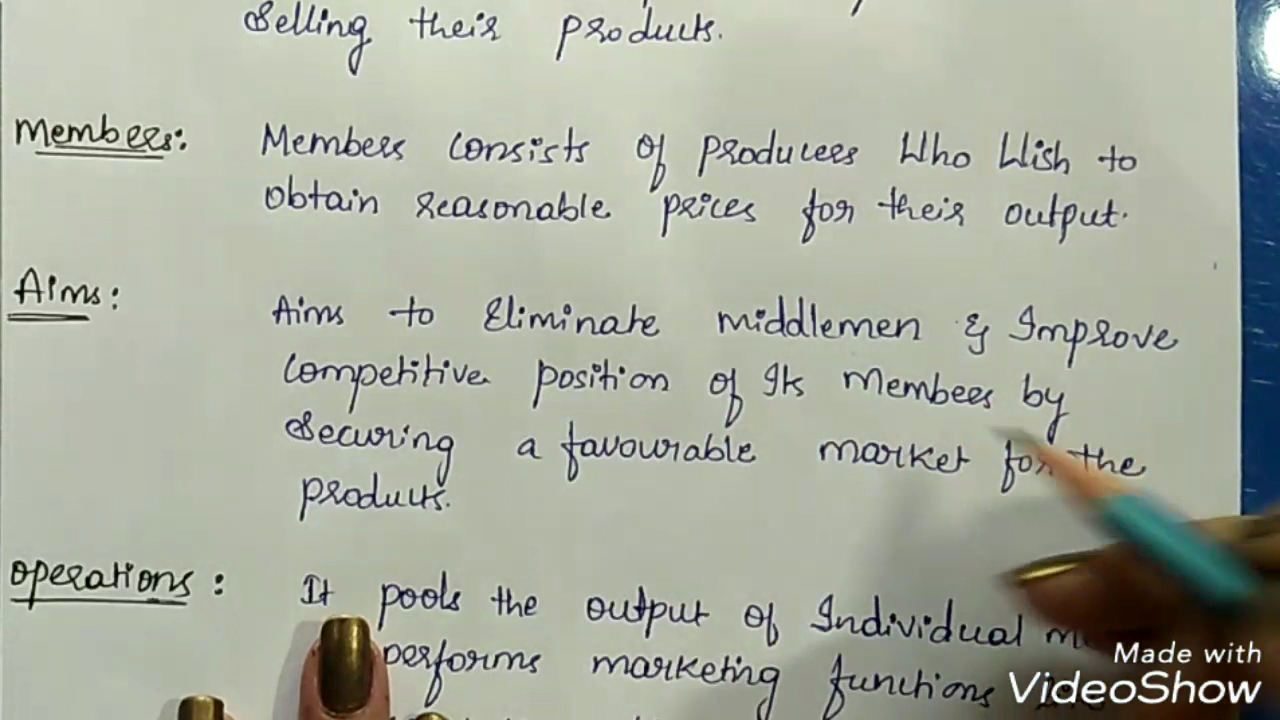 Selling their products.
Members: Members consists of producers Who Wish to
obtain reasonable prices for their output.
Aims: Aims to Eliminate middlemen & Improve
competitive position of Its Members by
Securing a favourable market for the
products.
operations: It pools the output of Individual
performs marketing functions
Made with
VideoShow